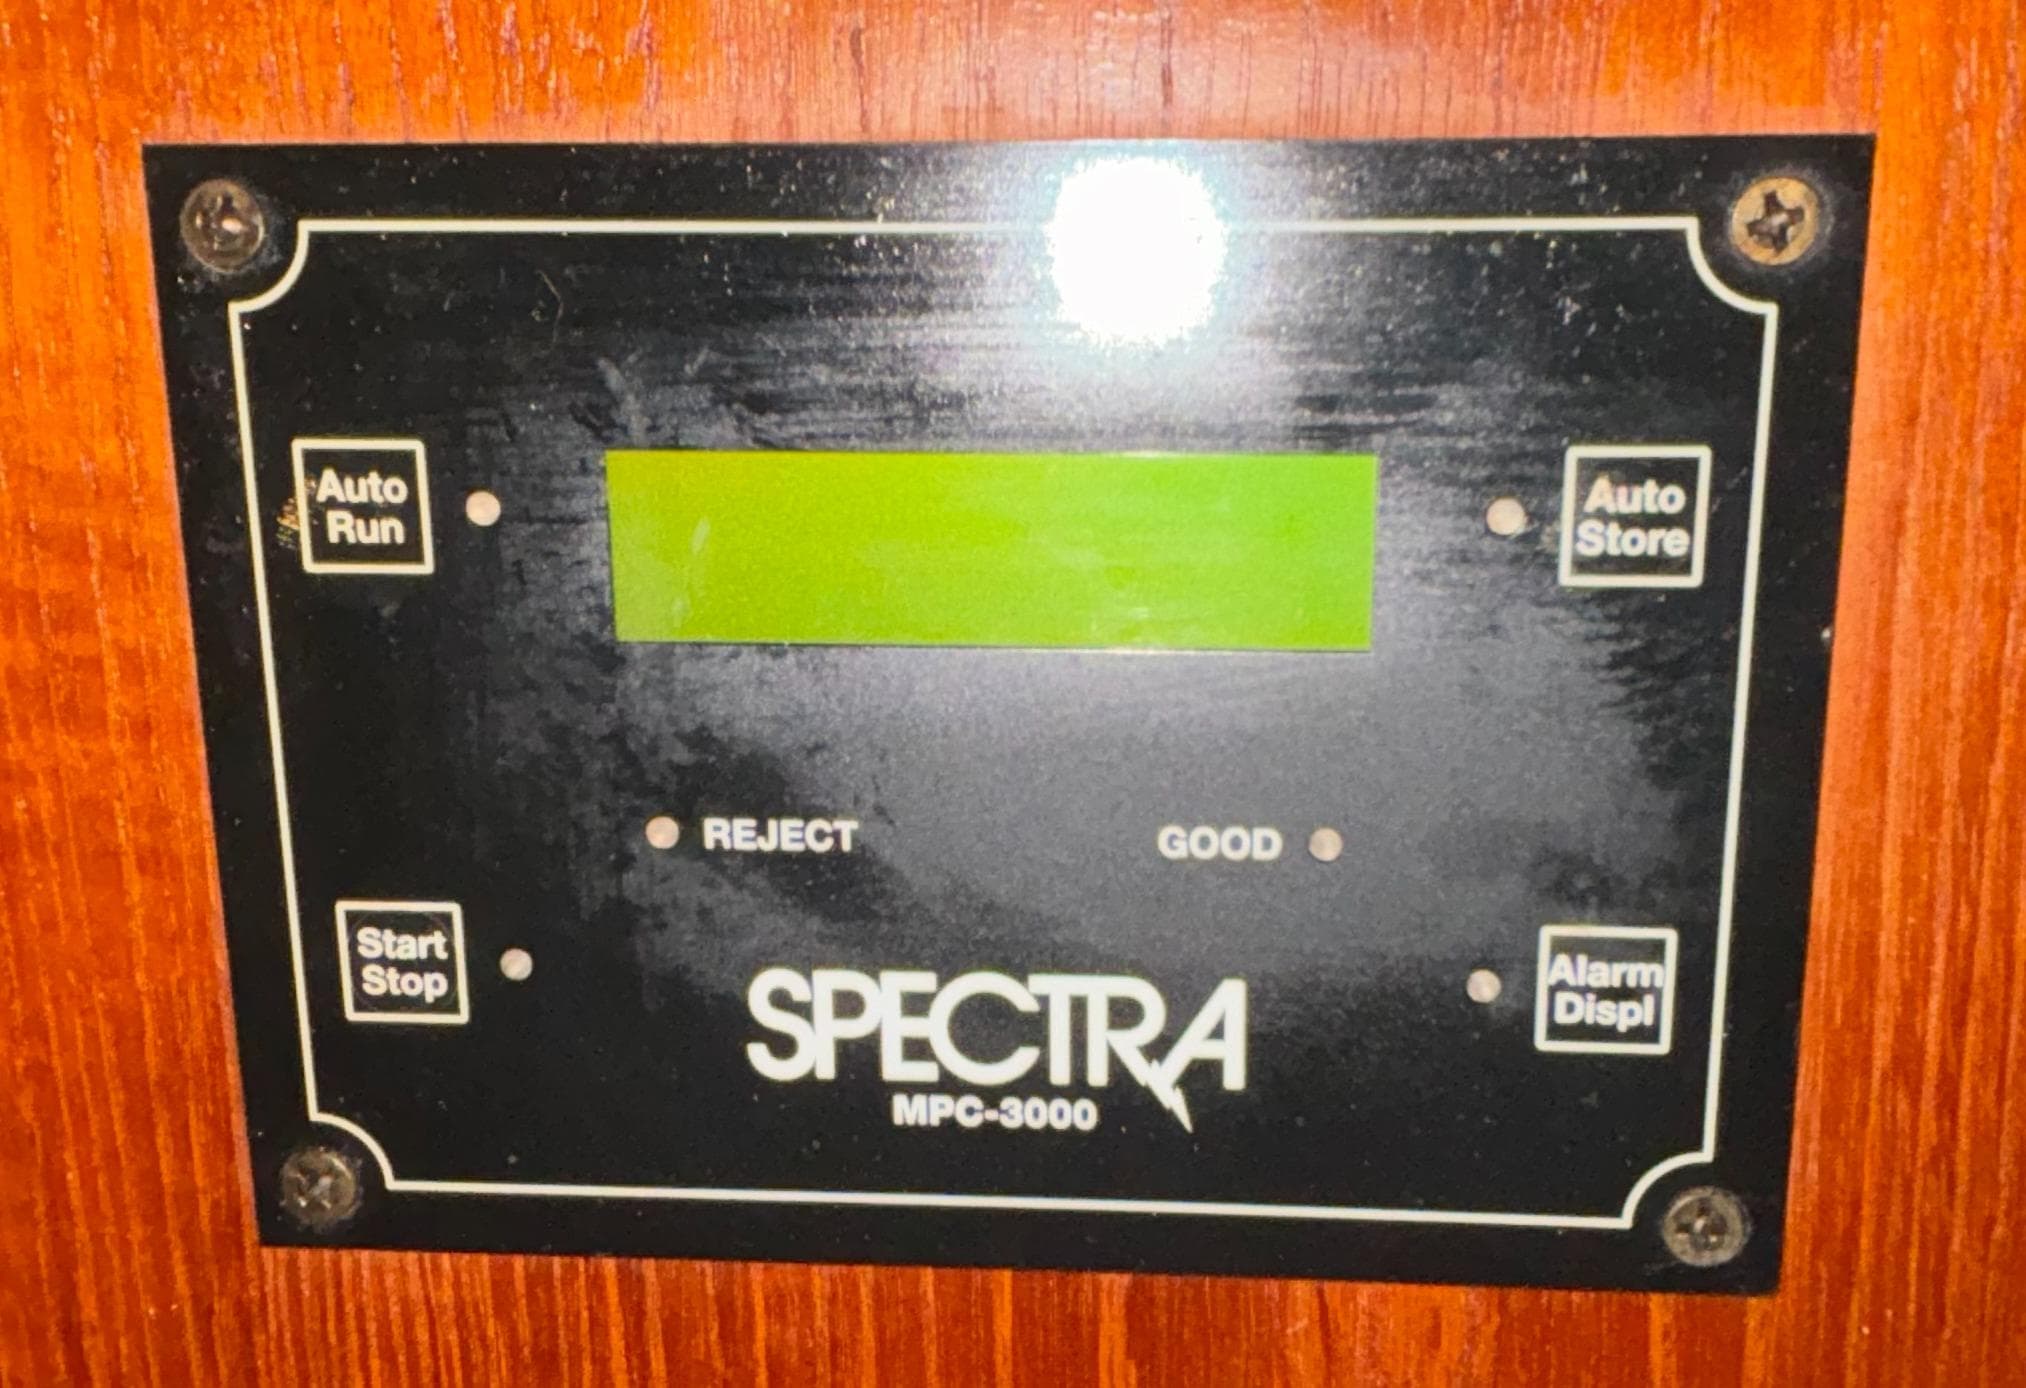 Auto
Run
Auto
Store
REJECT
GOOD
Start
Stop
Alarm
Displ
SPECTRA
MPC-3000